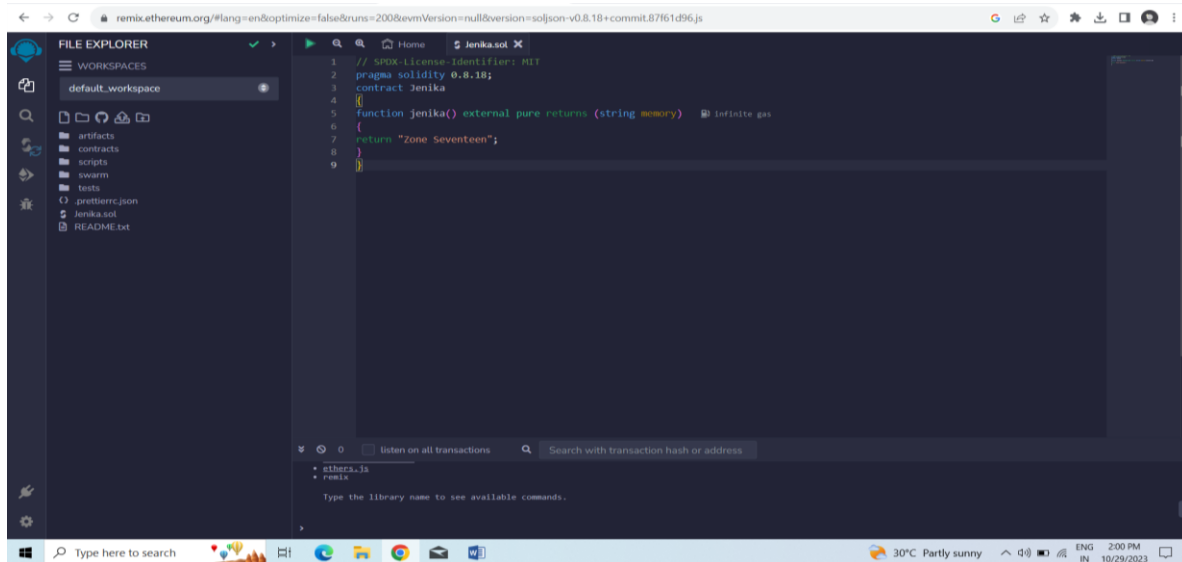 remix.ethereum.org/#lang=en&optimize=false&runs=200&evmVersion=null&version=soljson-v0.8.18+commit.87f61d96.js
FILE EXPLORER
WORKSPACES
default_workspace
artifacts
contracts
scripts
swarm
tests
.prettierrc.json
Jenika.sol
README.txt
Home
Jenika.sol
1 // SPDX-License-Identifier: MIT
2 pragma solidity 0.8.18;
3 contract Jenika
4 {
5 function jenika() external pure returns (string memory) infinite gas
6 {
7 return "Zone Seventeen";
8 }
9 }
0 listen on all transactions Search with transaction hash or address
• ethers.js
• remix
Type the library name to see available commands.
>
Type here to search
30°C Partly sunny
ENG
IN
2:00 PM
10/29/2023